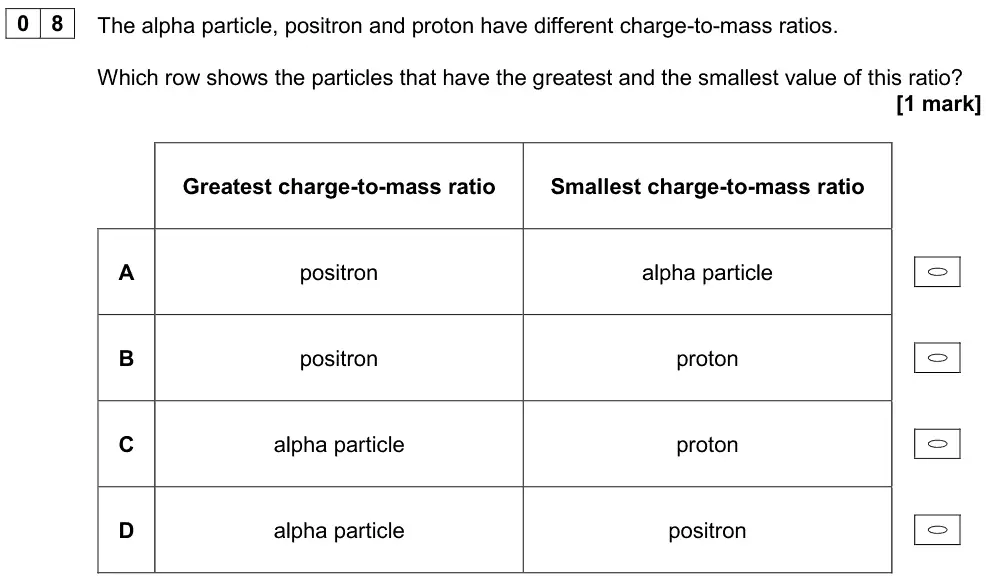 0 8 The alpha particle, positron and proton have different charge-to-mass ratios.
Which row shows the particles that have the greatest and the smallest value of this ratio?
[1 mark]
Greatest charge-to-mass ratio Smallest charge-to-mass ratio
A positron alpha particle
B positron proton
C alpha particle proton
D alpha particle positron